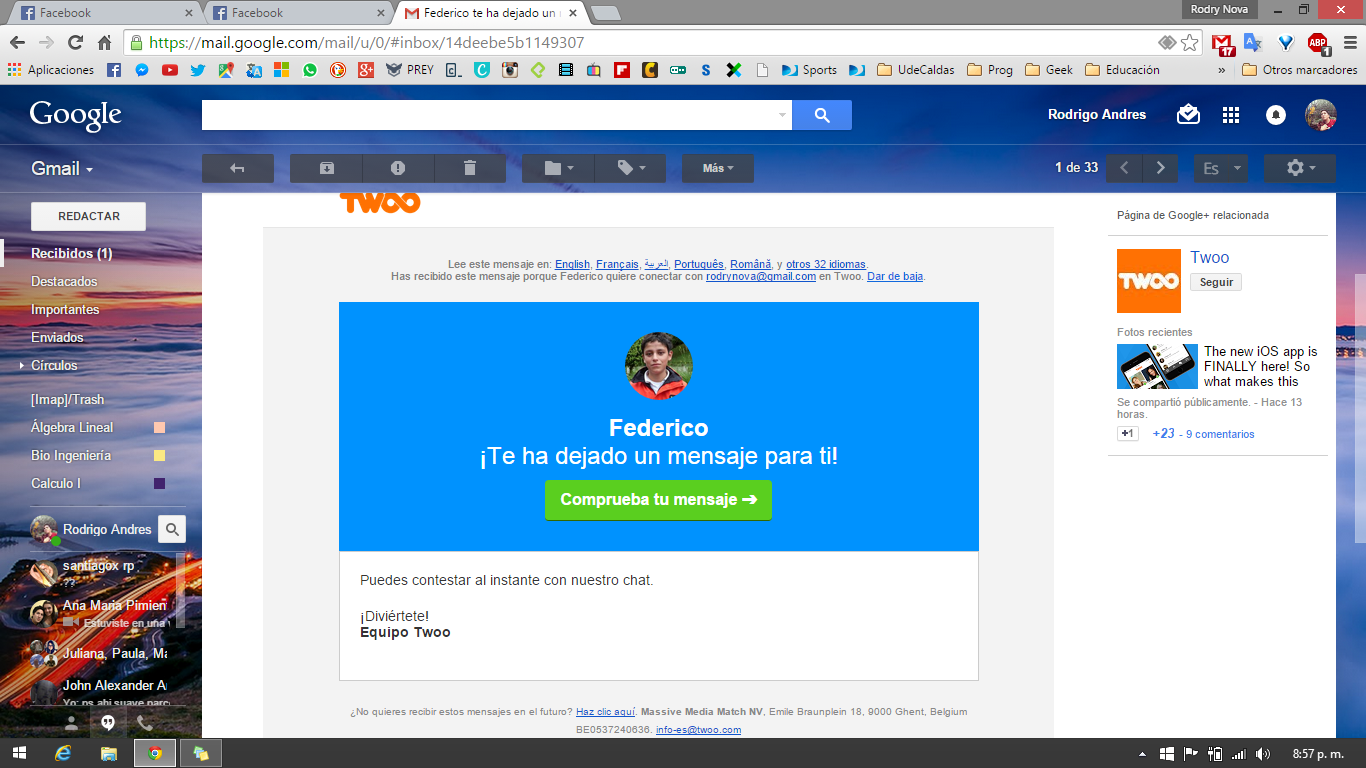 Facebook
Facebook
Federico te ha dejado un
Rodry Nova
https://mail.google.com/mail/u/0/#inbox/14deebe5b1149307
17
ABP
1
Aplicaciones
PREY
Sports
UdeCaldas
Prog
Geek
Educación
»
Otros marcadores
Google
Rodrigo Andres
Gmail
Más
1 de 33
Es
REDACTAR
Recibidos (1)
Destacados
Importantes
Enviados
Círculos
[Imap]/Trash
Álgebra Lineal
Bio Ingeniería
Calculo I
Rodrigo Andres
santiagox rp
??
Ana Maria Pimien
Estuviste en una v
Juliana, Paula, Ma
John Alexander A
Yo: ps ahi suave parc
TWOO
Lee este mensaje en: English, Français, العربية, Português, Română, y otros 32 idiomas.
Has recibido este mensaje porque Federico quiere conectar con rodrynova@gmail.com en Twoo. Dar de baja.
Federico
¡Te ha dejado un mensaje para ti!
Comprueba tu mensaje ➔
Puedes contestar al instante con nuestro chat.
¡Diviértete!
Equipo Twoo
¿No quieres recibir estos mensajes en el futuro? Haz clic aquí. Massive Media Match NV, Emile Braunplein 18, 9000 Ghent, Belgium
BE0537240636. info-es@twoo.com
Página de Google+ relacionada
TWOO
Twoo
Seguir
Fotos recientes
The new iOS app is
FINALLY here! So
what makes this
Se compartió públicamente. - Hace 13
horas.
+1
+23 - 9 comentarios
8:57 p. m.